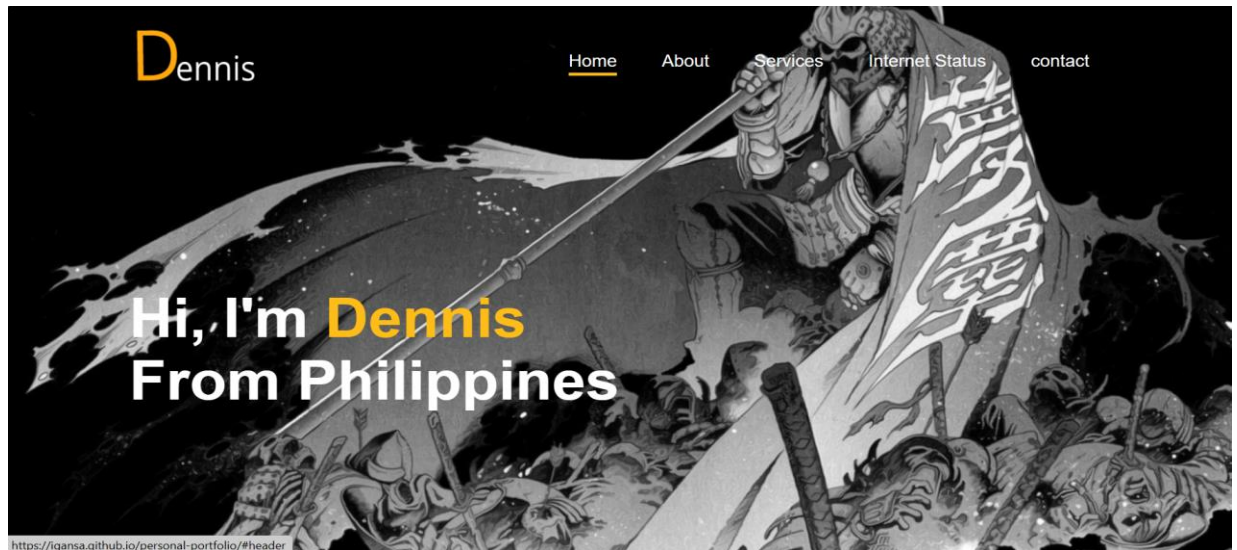 Dennis
Home About Services Internet Status contact
Hi, I'm Dennis
From Philippines
https://igansa.github.io/personal-portfolio/#header